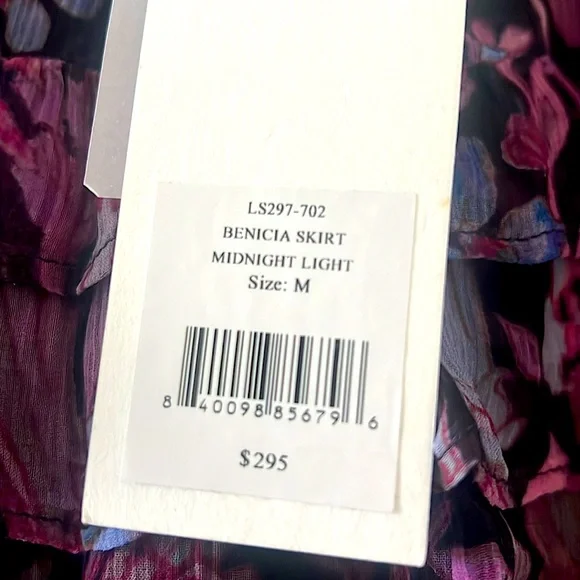 LS297-702
BENICIA SKIRT
MIDNIGHT LIGHT
Size: M
8 40098 85679 6
$295